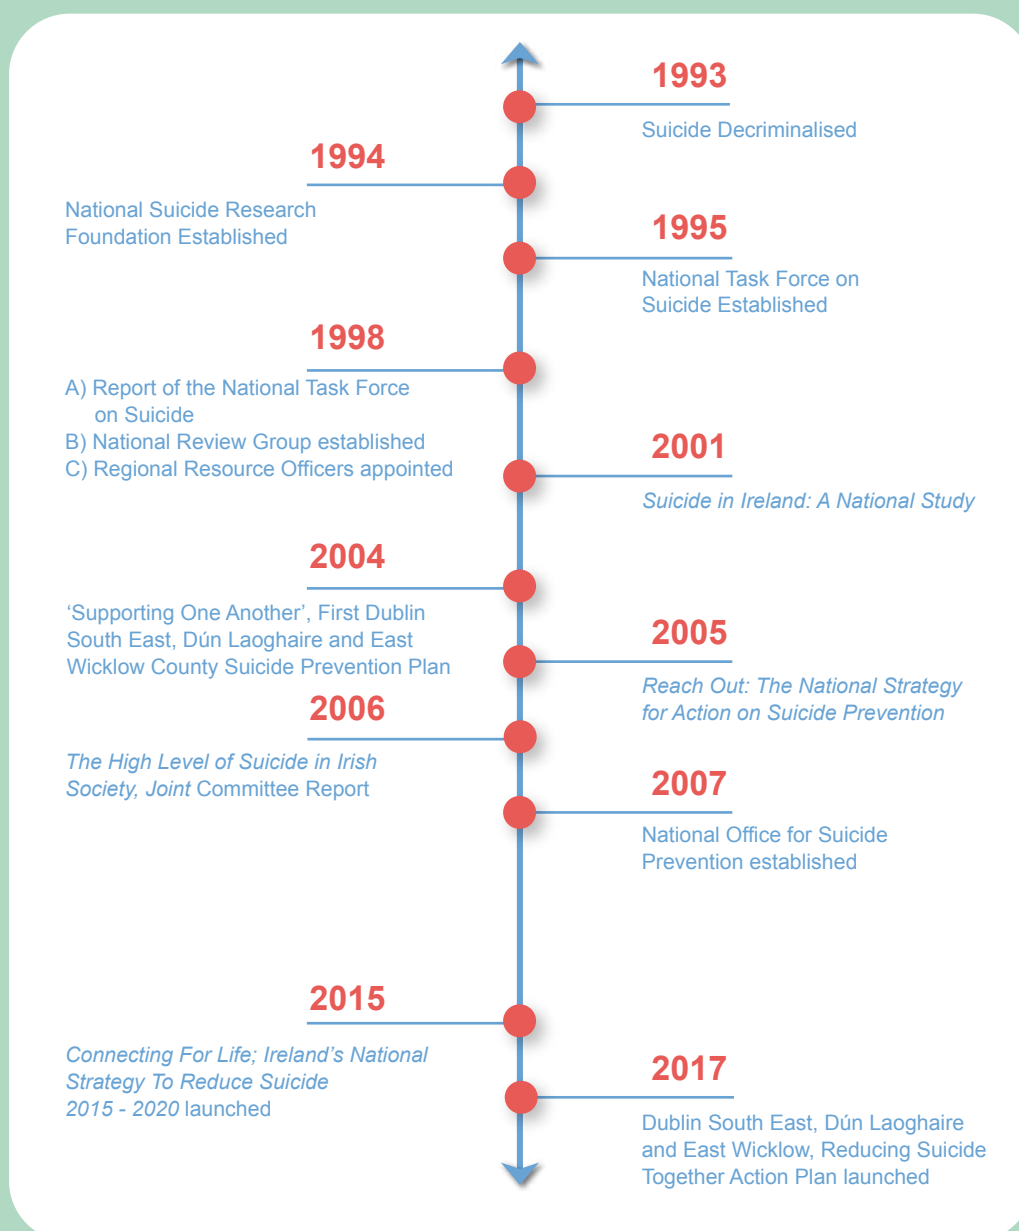 1993
Suicide Decriminalised
1994
National Suicide Research
Foundation Established
1995
National Task Force on
Suicide Established
1998
A) Report of the National Task Force
on Suicide
B) National Review Group established
C) Regional Resource Officers appointed
2001
Suicide in Ireland: A National Study
2004
‘Supporting One Another’, First Dublin
South East, Dún Laoghaire and East
Wicklow County Suicide Prevention Plan
2005
Reach Out: The National Strategy
for Action on Suicide Prevention
2006
The High Level of Suicide in Irish
Society, Joint Committee Report
2007
National Office for Suicide
Prevention established
2015
Connecting For Life; Ireland’s National
Strategy To Reduce Suicide
2015 - 2020 launched
2017
Dublin South East, Dún Laoghaire
and East Wicklow, Reducing Suicide
Together Action Plan launched